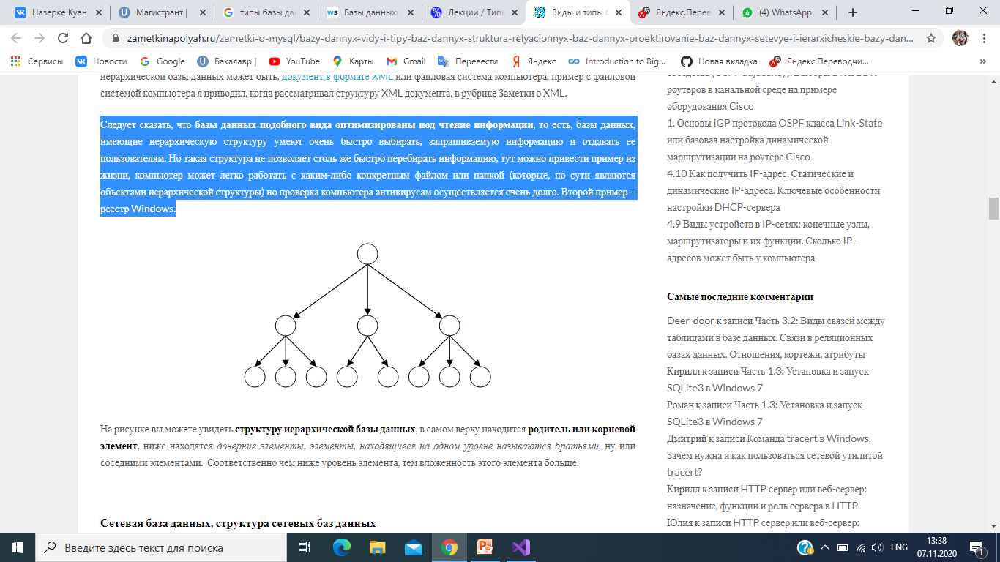 Назерке Куан
Магистрант |
типы базы дан
Базы данных:
Лекции / Типы
Виды и типы б
Яндекс.Перев
(4) WhatsApp
zametkinapolyah.ru/zametki-o-mysql/bazy-dannyx-vidy-i-tipy-baz-dannyx-struktura-relyacionnyx-baz-dannyx-proektirovanie-baz-dannyx-setevye-i-ierarxicheskie-bazy-dan...
Сервисы
Новости
Google
Бакалавр |
YouTube
Карты
Gmail
Перевести
Яндекс
Introduction to Big...
Новая вкладка
Яндекс.Переводчи...
»
иерархической базы данных может быть, документ в формате XML или файловая система компьютера, пример с файловой
системой компьютера я приводил, когда рассматривал структуру XML документа, в рубрике Заметки о XML.
Следует сказать, что базы данных подобного вида оптимизированы под чтение информации, то есть, базы данных,
имеющие иерархическую структуру умеют очень быстро выбирать, запрашиваемую информацию и отдавать ее
пользователям. Но такая структура не позволяет столь же быстро перебирать информацию, тут можно привести пример из
жизни, компьютер может легко работать с каким-либо конкретным файлом или папкой (которые, по сути являются
объектами иерархической структуры) но проверка компьютера антивирусам осуществляется очень долго. Второй пример –
реестр Windows.
На рисунке вы можете увидеть структуру иерархической базы данных, в самом верху находится родитель или корневой
элемент, ниже находятся дочерние элементы, элементы, находящиеся на одном уровне называются братьями, ну или
соседними элементами. Соответственно чем ниже уровень элемента, тем вложенность этого элемента больше.
Сетевая база данных, структура сетевых баз данных
роутеров в канальной среде на примере
оборудования Cisco
1. Основы IGP протокола OSPF класса Link-State
или базовая настройка динамической
маршрутизации на роутере Cisco
4.10 Как получить IP-адрес. Статические и
динамические IP-адреса. Ключевые особенности
настройки DHCP-сервера
4.9 Виды устройств в IP-сетях: конечные узлы,
маршрутизаторы и их функции. Сколько IP-
адресов может быть у компьютера
Самые последние комментарии
Deer-door к записи Часть 3.2: Виды связей между
таблицами в базе данных. Связи в реляционных
базах данных. Отношения, кортежи, атрибуты
Кирилл к записи Часть 1.3: Установка и запуск
SQLite3 в Windows 7
Роман к записи Часть 1.3: Установка и запуск
SQLite3 в Windows 7
Дмитрий к записи Команда tracert в Windows.
Зачем нужна и как пользоваться сетевой утилитой
tracert?
Кирилл к записи HTTP сервер или веб-сервер:
назначение, функции и роль сервера в HTTP
Юлия к записи HTTP сервер или веб-сервер:
Введите здесь текст для поиска
ENG
13:38
07.11.2020
1